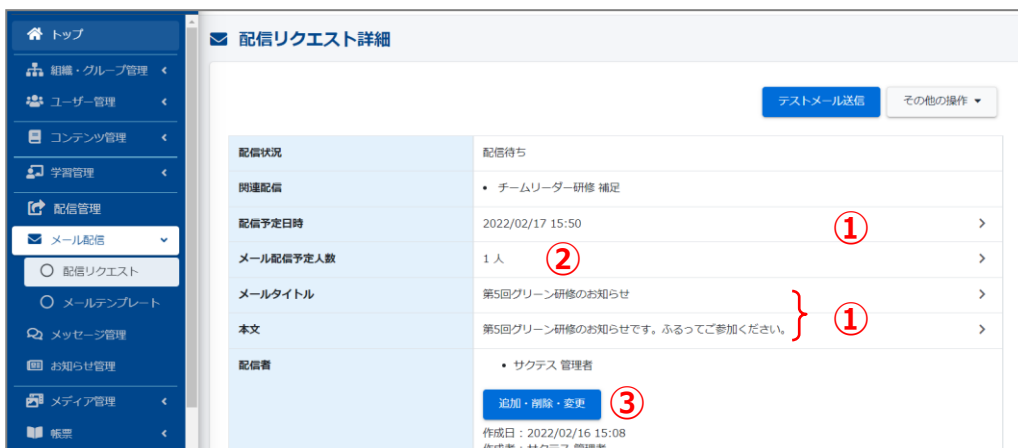 トップ
組織・グループ管理
ユーザー管理
コンテンツ管理
学習管理
配信管理
メール配信
配信リクエスト
メールテンプレート
メッセージ管理
お知らせ管理
メディア管理
帳票
配信リクエスト詳細
テストメール送信 その他の操作
配信状況 配信待ち
関連配信 • チームリーダー研修 補足
配信予定日時 2022/02/17 15:50 ①
メール配信予定人数 1 人 ②
メールタイトル 第5回グリーン研修のお知らせ
本文 第5回グリーン研修のお知らせです。ふるってご参加ください。 ①
配信者 • サクテス 管理者
追加・削除・変更 ③
作成日：2022/02/16 15:08
作成者：サクテス 管理者